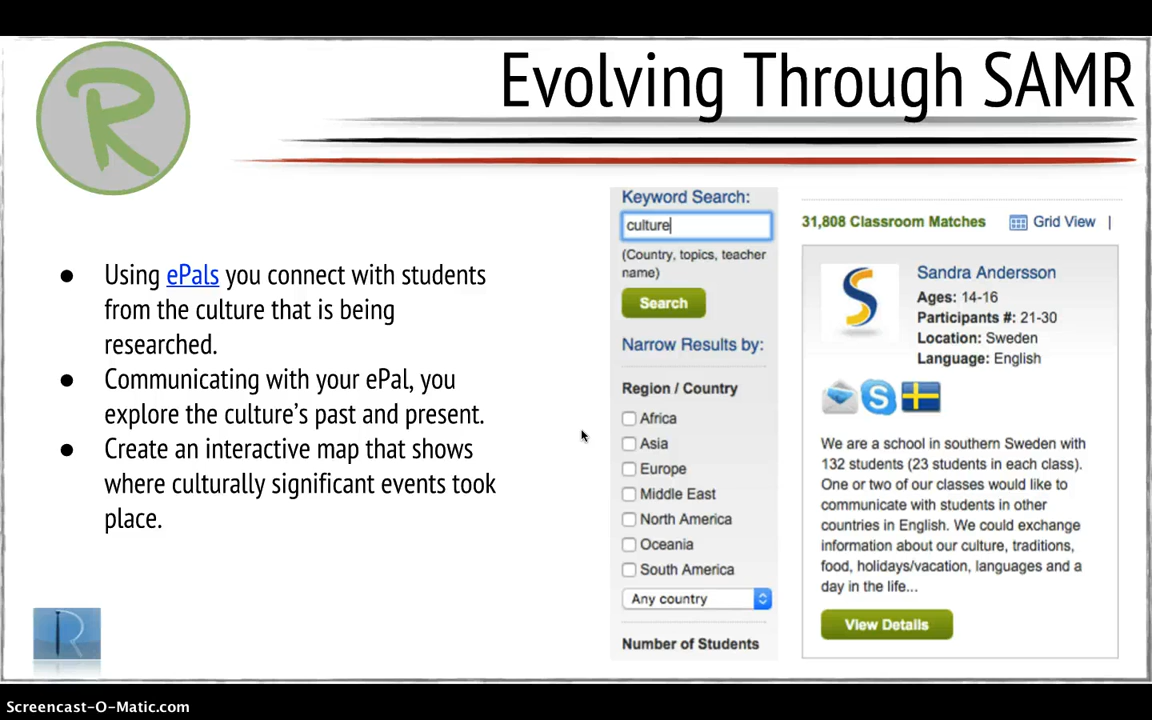 R
Evolving Through SAMR
● Using ePals you connect with students
from the culture that is being
researched.
● Communicating with your ePal, you
explore the culture's past and present.
● Create an interactive map that shows
where culturally significant events took
place.
Keyword Search:
culture
(Country, topics, teacher
name)
Search
Narrow Results by:
Region / Country
Africa
Asia
Europe
Middle East
North America
Oceania
South America
Any country
Number of Students
31,808 Classroom Matches
Grid View |
S
Sandra Andersson
Ages: 14-16
Participants #: 21-30
Location: Sweden
Language: English
S
We are a school in southern Sweden with
132 students (23 students in each class).
One or two of our classes would like to
communicate with students in other
countries in English. We could exchange
information about our culture, traditions,
food, holidays/vacation, languages and a
day in the life...
View Details
R
Screencast-O-Matic.com